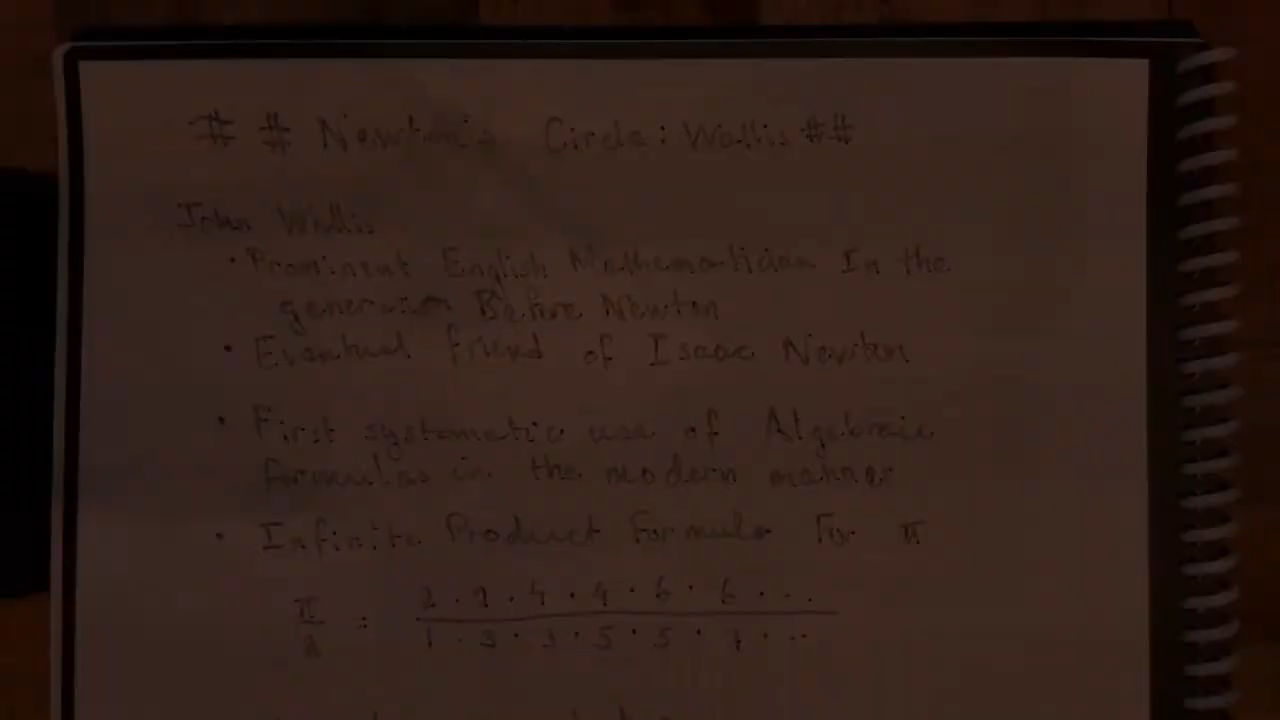 # # Newton's Circle: Wallis ##
John Wallis
• Prominent English Mathematician In the
generation Before Newton
• Eventual friend of Isaac Newton
• First systematic use of Algebraic
formulas in the modern manner
• Infinite Product Formula for π
π/2 = 2 · 2 · 4 · 4 · 6 · 6 · ... / 1 · 3 · 3 · 5 · 5 · 7 · ...